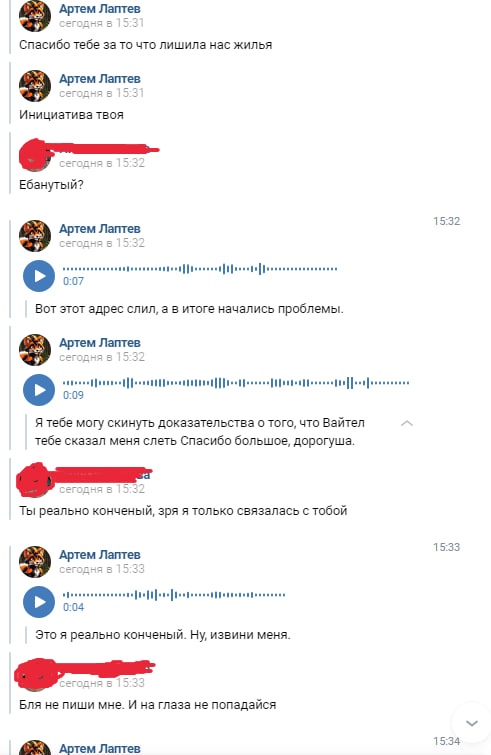 Артем Лаптев
сегодня в 15:31
Спасибо тебе за то что лишила нас жилья
Артем Лаптев
сегодня в 15:31
Инициатива твоя
сегодня в 15:32
Ебанутый?
15:32
Артем Лаптев
сегодня в 15:32
0:07
Вот этот адрес слил, а в итоге начались проблемы.
Артем Лаптев
сегодня в 15:32
0:09
Я тебе могу скинуть доказательства о того, что Вайтел
тебе сказал меня слеть Спасибо большое, дорогуша.
сегодня в 15:32
Ты реально конченый, зря я только связалась с тобой
15:33
Артем Лаптев
сегодня в 15:33
0:04
Это я реально конченый. Ну, извини меня.
сегодня в 15:33
Бля не пиши мне. И на глаза не попадайся
15:34
Артем Лаптев